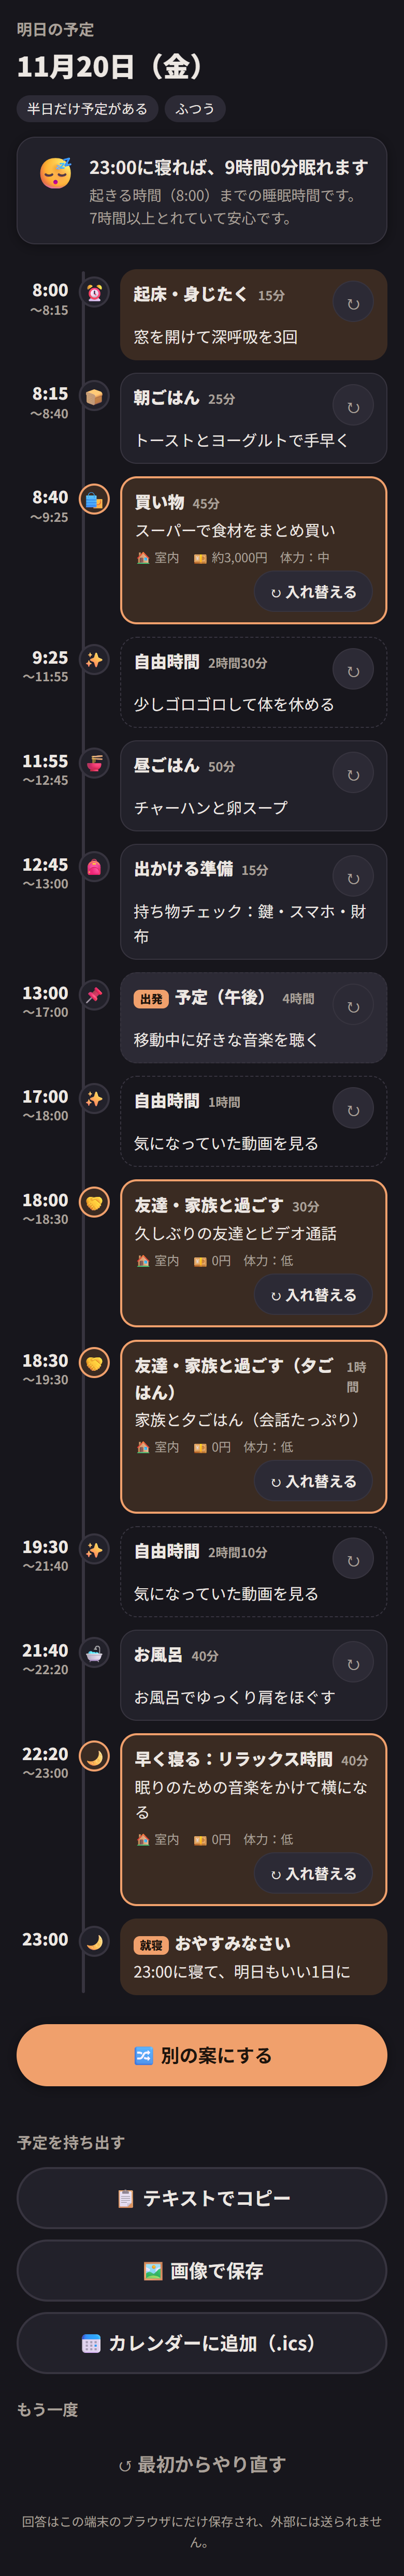 明日の予定
11月20日（金）
半日だけ予定がある ふつう
23:00に寝れば、9時間0分眠れます
起きる時間（8:00）までの睡眠時間です。
7時間以上とれていて安心です。
8:00 起床・身じたく 15分
〜8:15
窓を開けて深呼吸を3回
8:15 朝ごはん 25分
〜8:40
トーストとヨーグルトで手早く
8:40 買い物 45分
〜9:25
スーパーで食材をまとめ買い
室内 約3,000円 体力：中
入れ替える
9:25 自由時間 2時間30分
〜11:55
少しゴロゴロして体を休める
11:55 昼ごはん 50分
〜12:45
チャーハンと卵スープ
12:45 出かける準備 15分
〜13:00
持ち物チェック：鍵・スマホ・財
布
13:00 出発 予定（午後） 4時間
〜17:00
移動中に好きな音楽を聴く
17:00 自由時間 1時間
〜18:00
気になっていた動画を見る
18:00 友達・家族と過ごす 30分
〜18:30
久しぶりの友達とビデオ通話
室内 0円 体力：低
入れ替える
18:30 友達・家族と過ごす（夕ご 1時
〜19:30 はん） 間
家族と夕ごはん（会話たっぷり）
室内 0円 体力：低
入れ替える
19:30 自由時間 2時間10分
〜21:40
気になっていた動画を見る
21:40 お風呂 40分
〜22:20
お風呂でゆっくり肩をほぐす
22:20 早く寝る：リラックス時間 40分
〜23:00
眠りのための音楽をかけて横にな
る
室内 0円 体力：低
入れ替える
23:00 就寝 おやすみなさい
23:00に寝て、明日もいい1日に
別の案にする
予定を持ち出す
テキストでコピー
画像で保存
カレンダーに追加（.ics）
もう一度
最初からやり直す
回答はこの端末のブラウザにだけ保存され、外部には送られませ
ん。